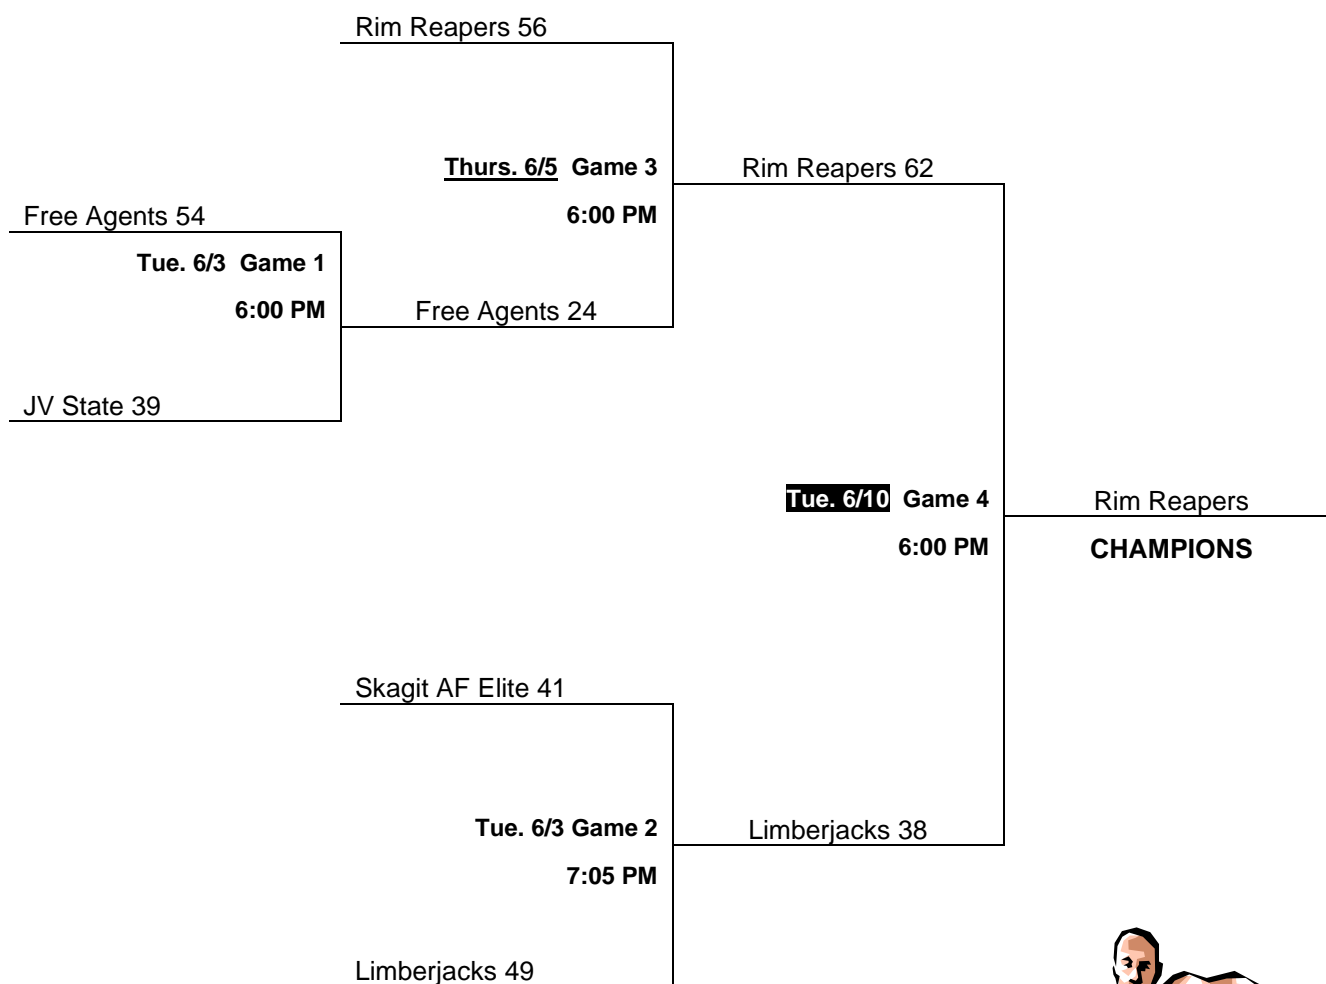 Rim Reapers 56
Thurs. 6/5 Game 3
Rim Reapers 62
6:00 PM
Free Agents 54
Tue. 6/3 Game 1
6:00 PM
Free Agents 24
JV State 39
Tue. 6/10 Game 4
Rim Reapers
6:00 PM
CHAMPIONS
Skagit AF Elite 41
Tue. 6/3 Game 2
Limberjacks 38
7:05 PM
Limberjacks 49